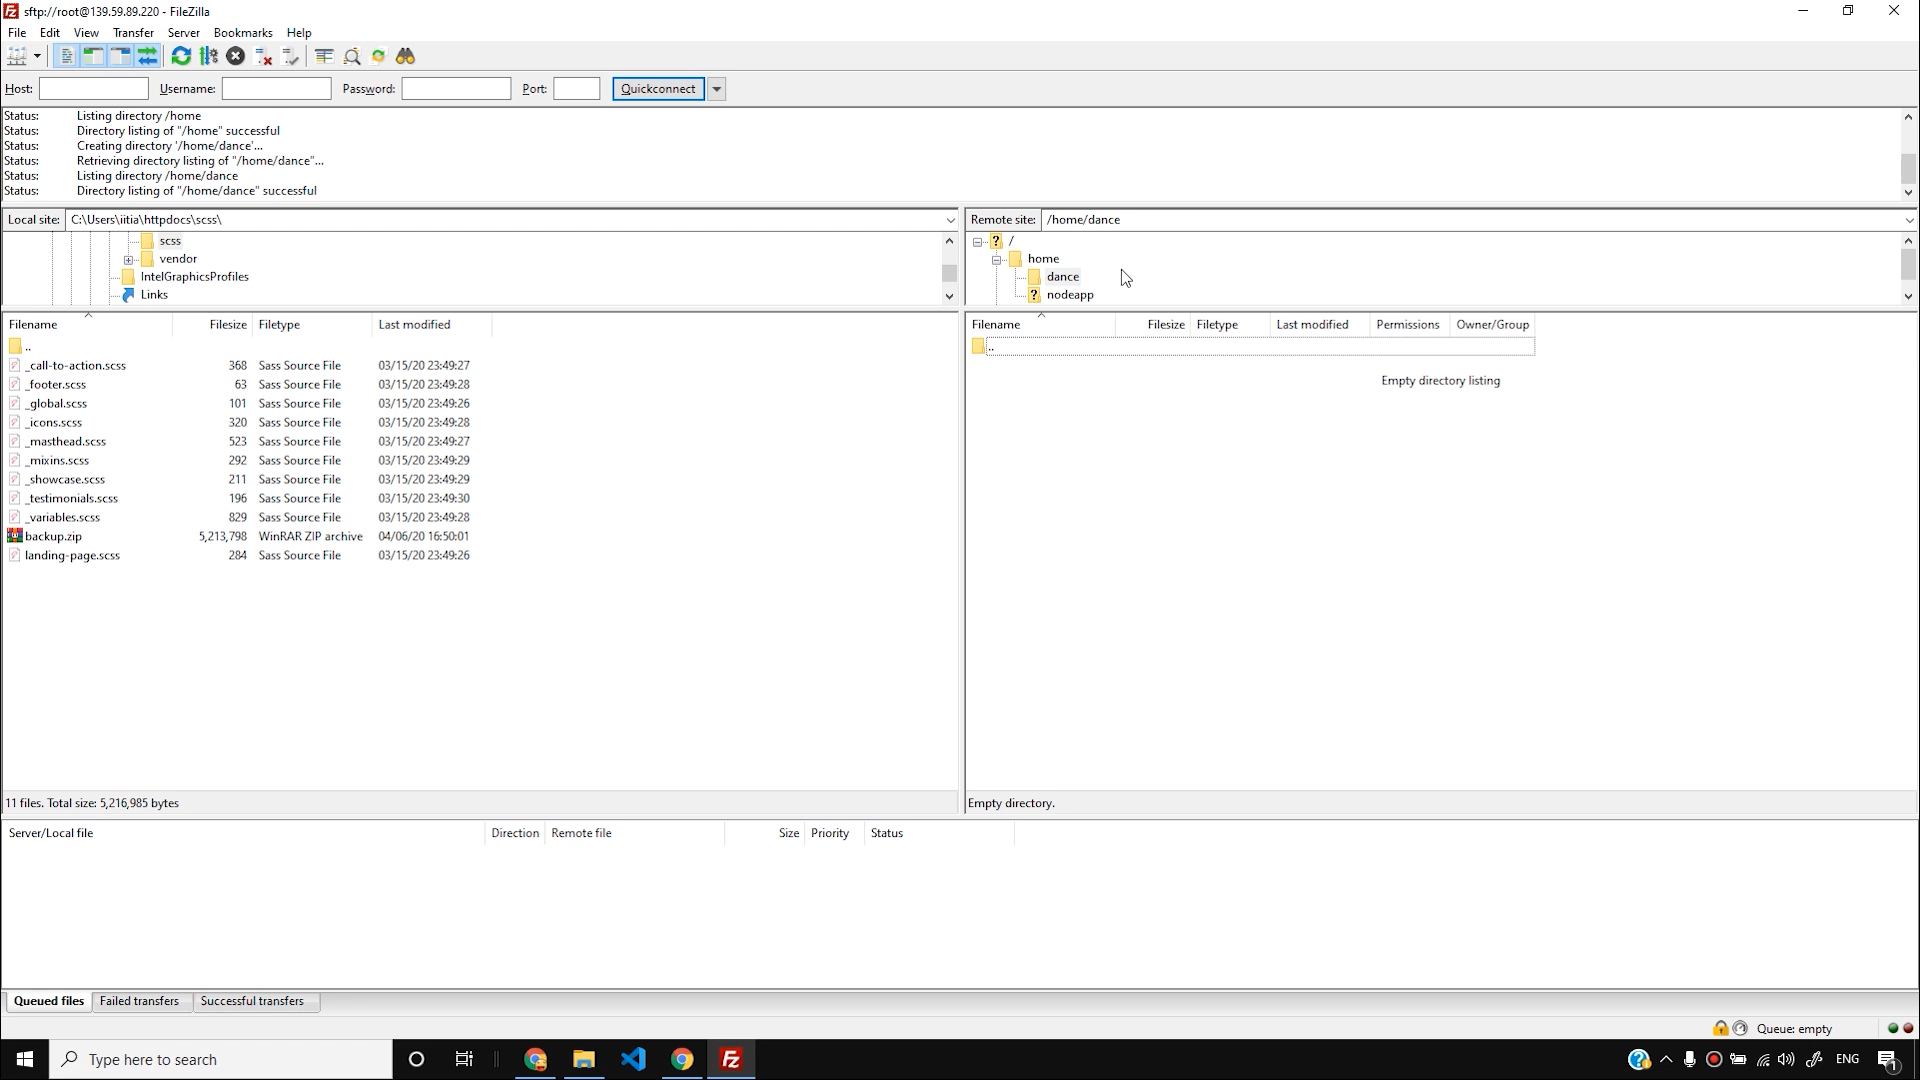 sftp://root@139.59.89.220 - FileZilla
File Edit View Transfer Server Bookmarks Help
Host: Username: Password: Port: Quickconnect
Status: Listing directory /home
Status: Directory listing of "/home" successful
Status: Creating directory '/home/dance'...
Status: Retrieving directory listing of "/home/dance"...
Status: Listing directory /home/dance
Status: Directory listing of "/home/dance" successful
Local site: C:\Users\iitia\httpdocs\scss\
scss
vendor
IntelGraphicsProfiles
Links
Filename Filesize Filetype Last modified
..
_call-to-action.scss 368 Sass Source File 03/15/20 23:49:27
_footer.scss 63 Sass Source File 03/15/20 23:49:28
_global.scss 101 Sass Source File 03/15/20 23:49:26
_icons.scss 320 Sass Source File 03/15/20 23:49:28
_masthead.scss 523 Sass Source File 03/15/20 23:49:27
_mixins.scss 292 Sass Source File 03/15/20 23:49:29
_showcase.scss 211 Sass Source File 03/15/20 23:49:29
_testimonials.scss 196 Sass Source File 03/15/20 23:49:30
_variables.scss 829 Sass Source File 03/15/20 23:49:28
backup.zip 5,213,798 WinRAR ZIP archive 04/06/20 16:50:01
landing-page.scss 284 Sass Source File 03/15/20 23:49:26
11 files. Total size: 5,216,985 bytes
Remote site: /home/dance
/
home
dance
nodeapp
Filename Filesize Filetype Last modified Permissions Owner/Group
..
Empty directory listing
Empty directory.
Server/Local file Direction Remote file Size Priority Status
Queued files Failed transfers Successful transfers
Queue: empty
Type here to search
ENG
1